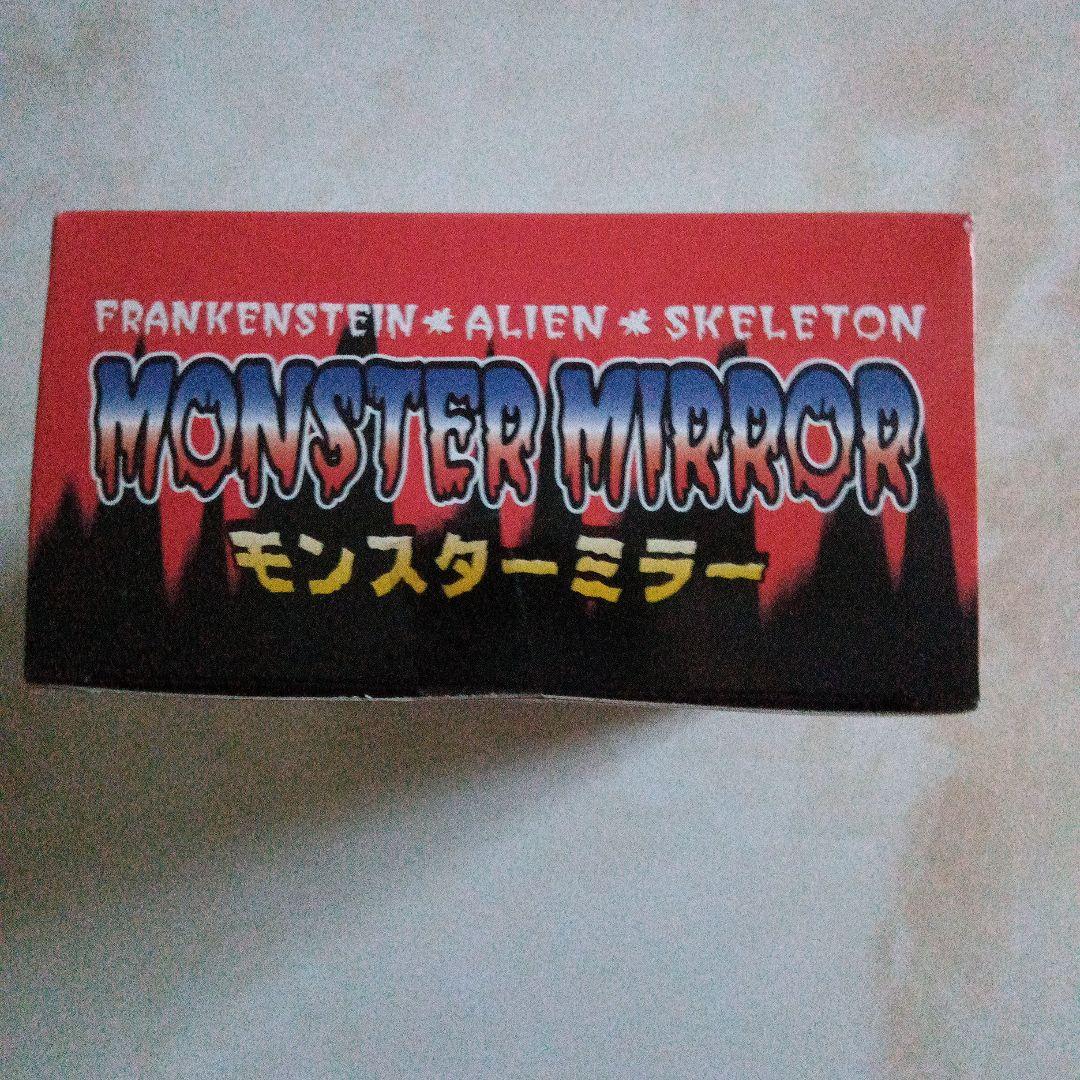 FRANKENSTEIN * ALIEN * SKELETON
MONSTER MIRROR
モンスターミラー